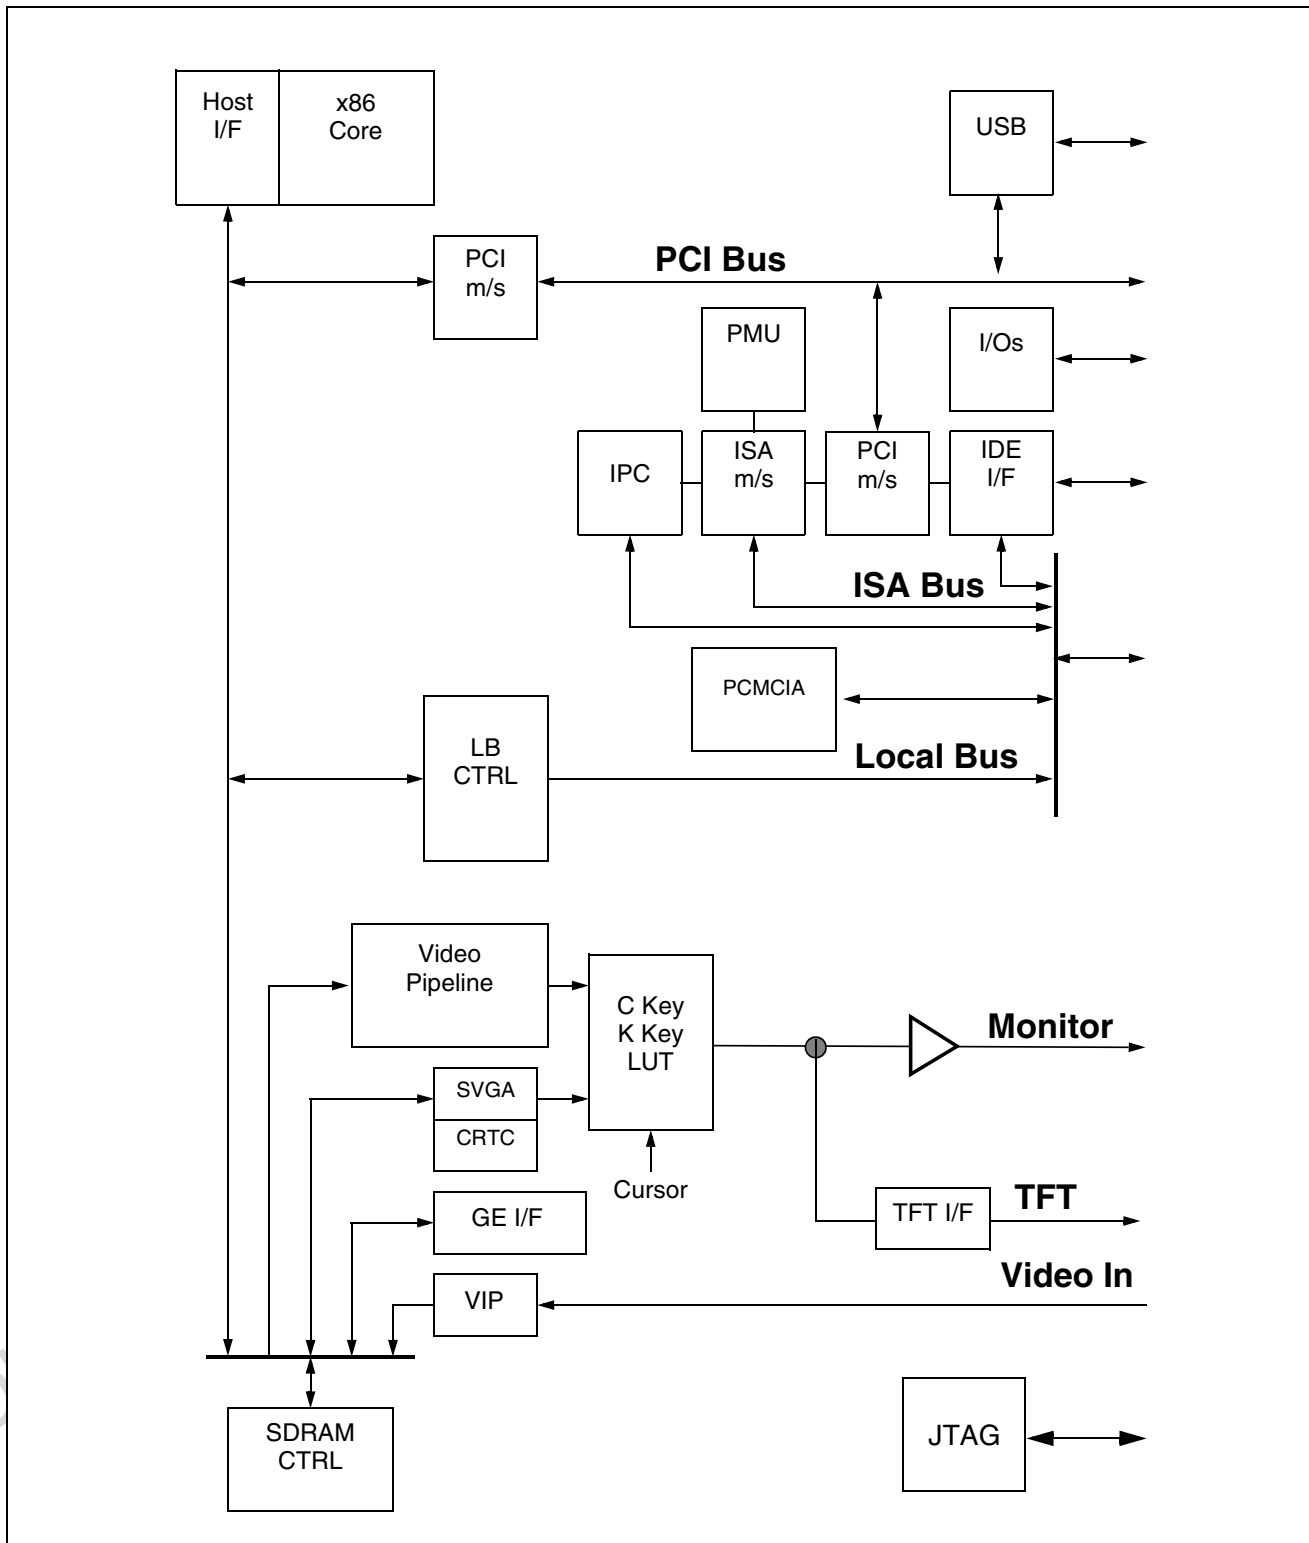 Host
I/F
x86
Core
USB
PCI
m/s
PCI Bus
PMU
I/Os
IPC
ISA
m/s
PCI
m/s
IDE
I/F
ISA Bus
PCMCIA
LB
CTRL
Local Bus
Video
Pipeline
C Key
K Key
LUT
Monitor
SVGA
CRTC
Cursor
GE I/F
TFT I/F
TFT
Video In
VIP
SDRAM
CTRL
JTAG